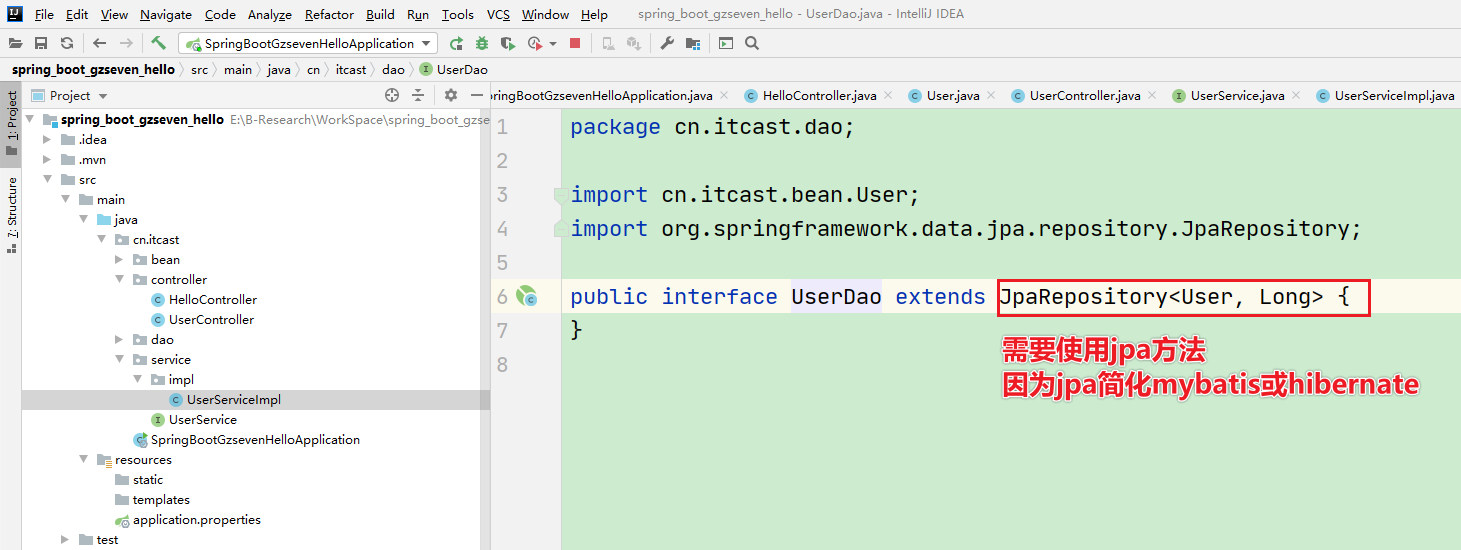 File Edit View Navigate Code Analyze Refactor Build Run Tools VCS Window Help spring_boot_gzseven_hello - UserDao.java - IntelliJ IDEA
SpringBootGzsevenHelloApplication
spring_boot_gzseven_hello src main java cn itcast dao UserDao
Project
pringBootGzsevenHelloApplication.java HelloController.java User.java UserController.java UserService.java UserServiceImpl.java
1: Project
7: Structure
spring_boot_gzseven_hello E:\B-Research\WorkSpace\spring_boot_gzse
.idea
.mvn
src
main
java
cn.itcast
bean
controller
HelloController
UserController
dao
service
impl
UserServiceImpl
UserService
SpringBootGzsevenHelloApplication
resources
static
templates
application.properties
test
1 package cn.itcast.dao;
2
3 import cn.itcast.bean.User;
4 import org.springframework.data.jpa.repository.JpaRepository;
5
6 public interface UserDao extends JpaRepository<User, Long> {
7 }
8
需要使用jpa方法
因为jpa简化mybatis或hibernate